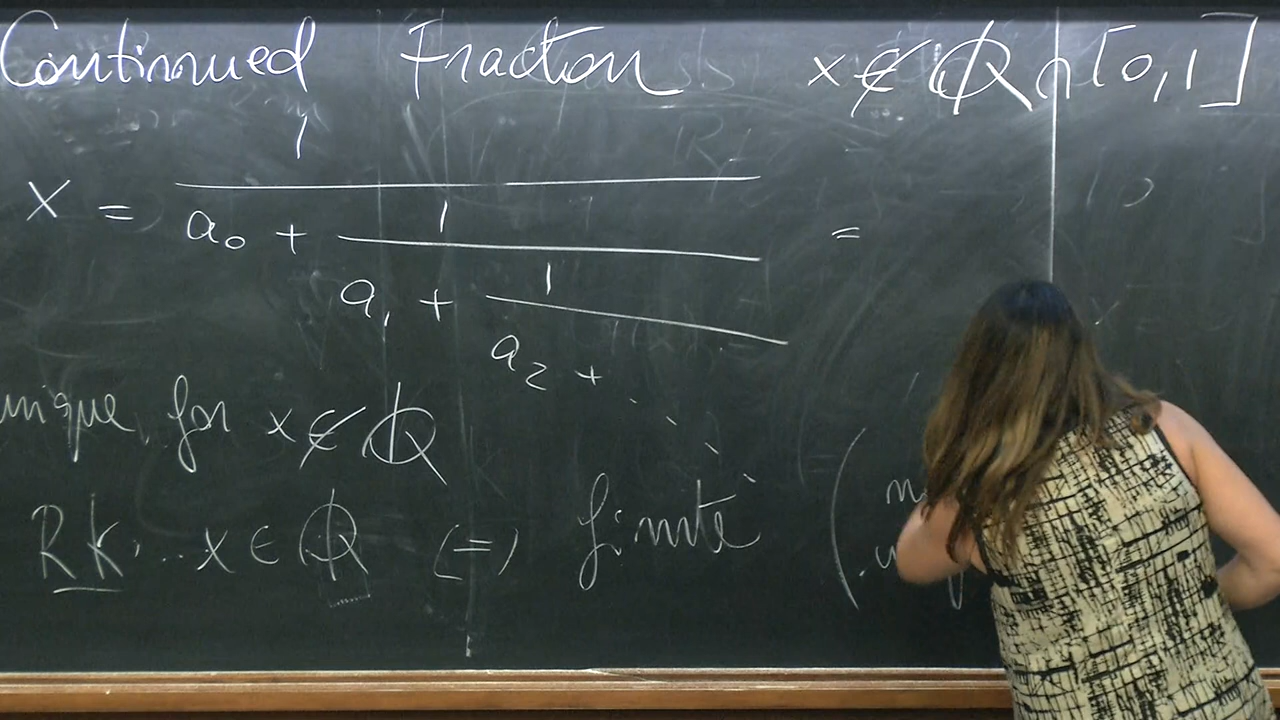 Continued Fraction x ∉ ℚ ∩ [0,1]
x = 1 / (a₀ + 1 / (a₁ + 1 / (a₂ + ⋱))) =
unique for x ∉ ℚ
RK: x ∈ ℚ (=) finite (